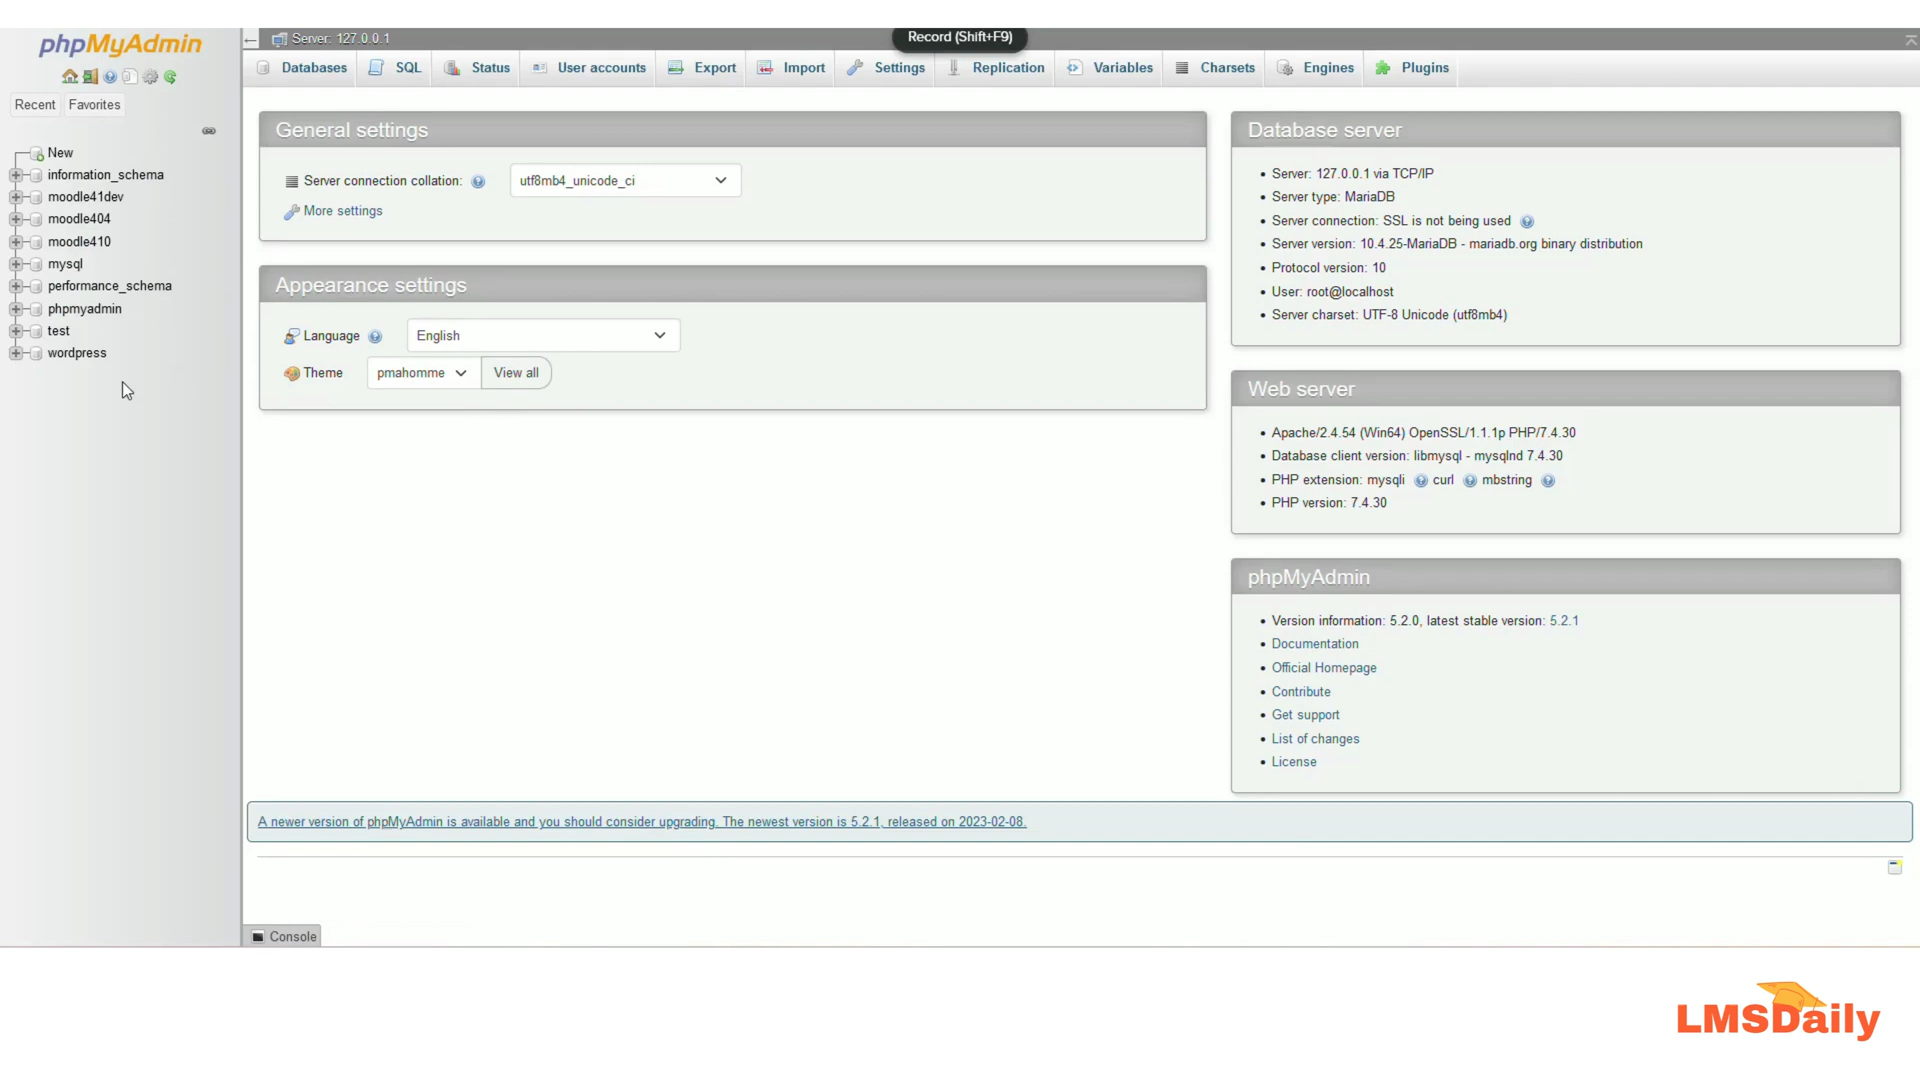 phpMyAdmin
Recent Favorites
New
information_schema
moodle41dev
moodle404
moodle410
mysql
performance_schema
phpmyadmin
test
wordpress
Server: 127.0.0.1
Record (Shift+F9)
Databases SQL Status User accounts Export Import Settings Replication Variables Charsets Engines Plugins
General settings
Server connection collation: utf8mb4_unicode_ci
More settings
Appearance settings
Language English
Theme pmahomme View all
Database server
• Server: 127.0.0.1 via TCP/IP
• Server type: MariaDB
• Server connection: SSL is not being used
• Server version: 10.4.25-MariaDB - mariadb.org binary distribution
• Protocol version: 10
• User: root@localhost
• Server charset: UTF-8 Unicode (utf8mb4)
Web server
• Apache/2.4.54 (Win64) OpenSSL/1.1.1p PHP/7.4.30
• Database client version: libmysql - mysqlnd 7.4.30
• PHP extension: mysqli curl mbstring
• PHP version: 7.4.30
phpMyAdmin
• Version information: 5.2.0, latest stable version: 5.2.1
• Documentation
• Official Homepage
• Contribute
• Get support
• List of changes
• License
A newer version of phpMyAdmin is available and you should consider upgrading. The newest version is 5.2.1, released on 2023-02-08.
Console
LMSDaily